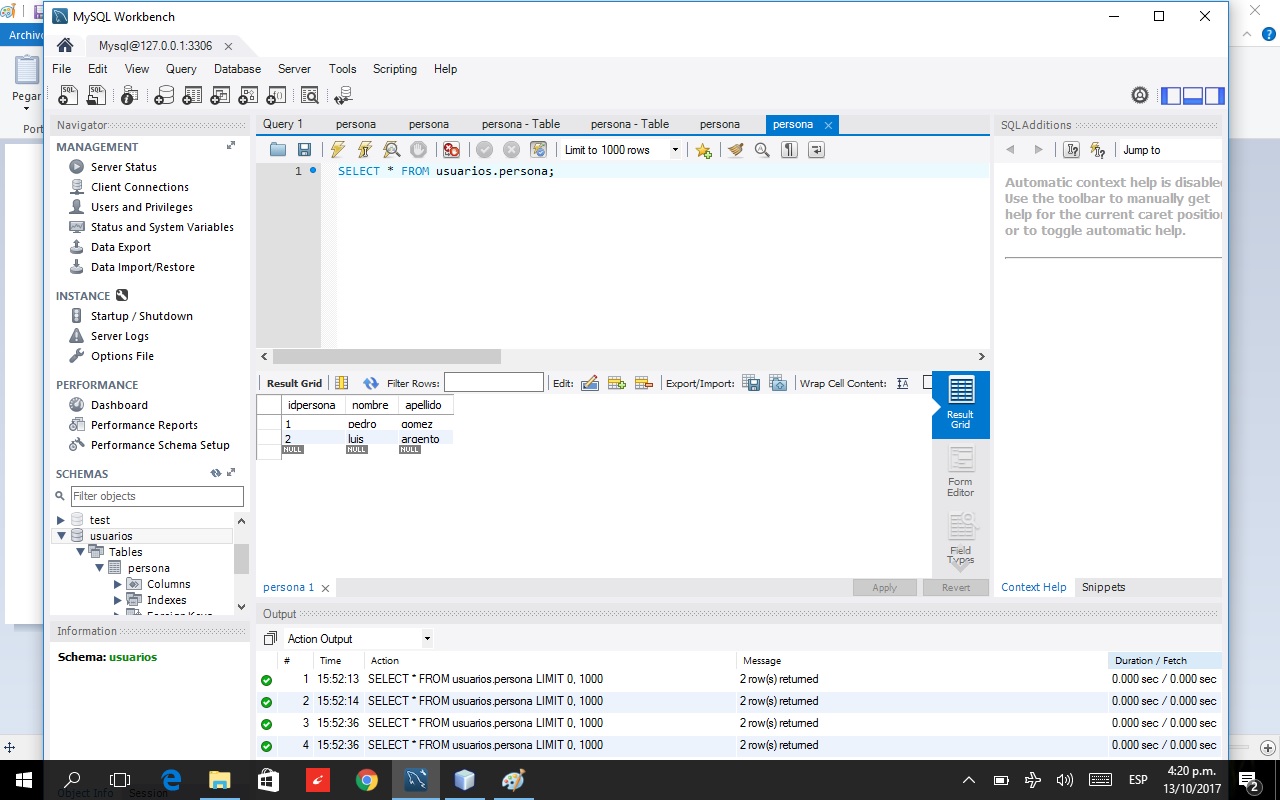 MySQL Workbench
Archivo
Mysql@127.0.0.1:3306
File Edit View Query Database Server Tools Scripting Help
Pegar
Navigator
Query 1 persona persona persona - Table persona - Table persona persona
SQLAdditions
MANAGEMENT
Limit to 1000 rows
Jump to
Server Status
1 SELECT * FROM usuarios.persona;
Client Connections
Users and Privileges
Status and System Variables
Data Export
Data Import/Restore
Automatic context help is disabled
Use the toolbar to manually get
help for the current caret position
or to toggle automatic help.
INSTANCE
Startup / Shutdown
Server Logs
Options File
PERFORMANCE
Dashboard
Performance Reports
Performance Schema Setup
Result Grid Filter Rows: Edit: Export/Import: Wrap Cell Content:
idpersona nombre apellido
1 pedro gomez
2 luis argento
NULL NULL NULL
Result
Grid
Form
Editor
Field
Types
SCHEMAS
Filter objects
test
usuarios
Tables
persona
Columns
Indexes
Foreign Keys
persona 1
Apply Revert
Context Help Snippets
Information
Schema: usuarios
Output
Action Output
# Time Action Message Duration / Fetch
1 15:52:13 SELECT * FROM usuarios.persona LIMIT 0, 1000 2 row(s) returned 0.000 sec / 0.000 sec
2 15:52:14 SELECT * FROM usuarios.persona LIMIT 0, 1000 2 row(s) returned 0.000 sec / 0.000 sec
3 15:52:36 SELECT * FROM usuarios.persona LIMIT 0, 1000 2 row(s) returned 0.000 sec / 0.000 sec
4 15:52:36 SELECT * FROM usuarios.persona LIMIT 0, 1000 2 row(s) returned 0.000 sec / 0.000 sec
Object Info Session
ESP
4:20 p.m.
13/10/2017
2